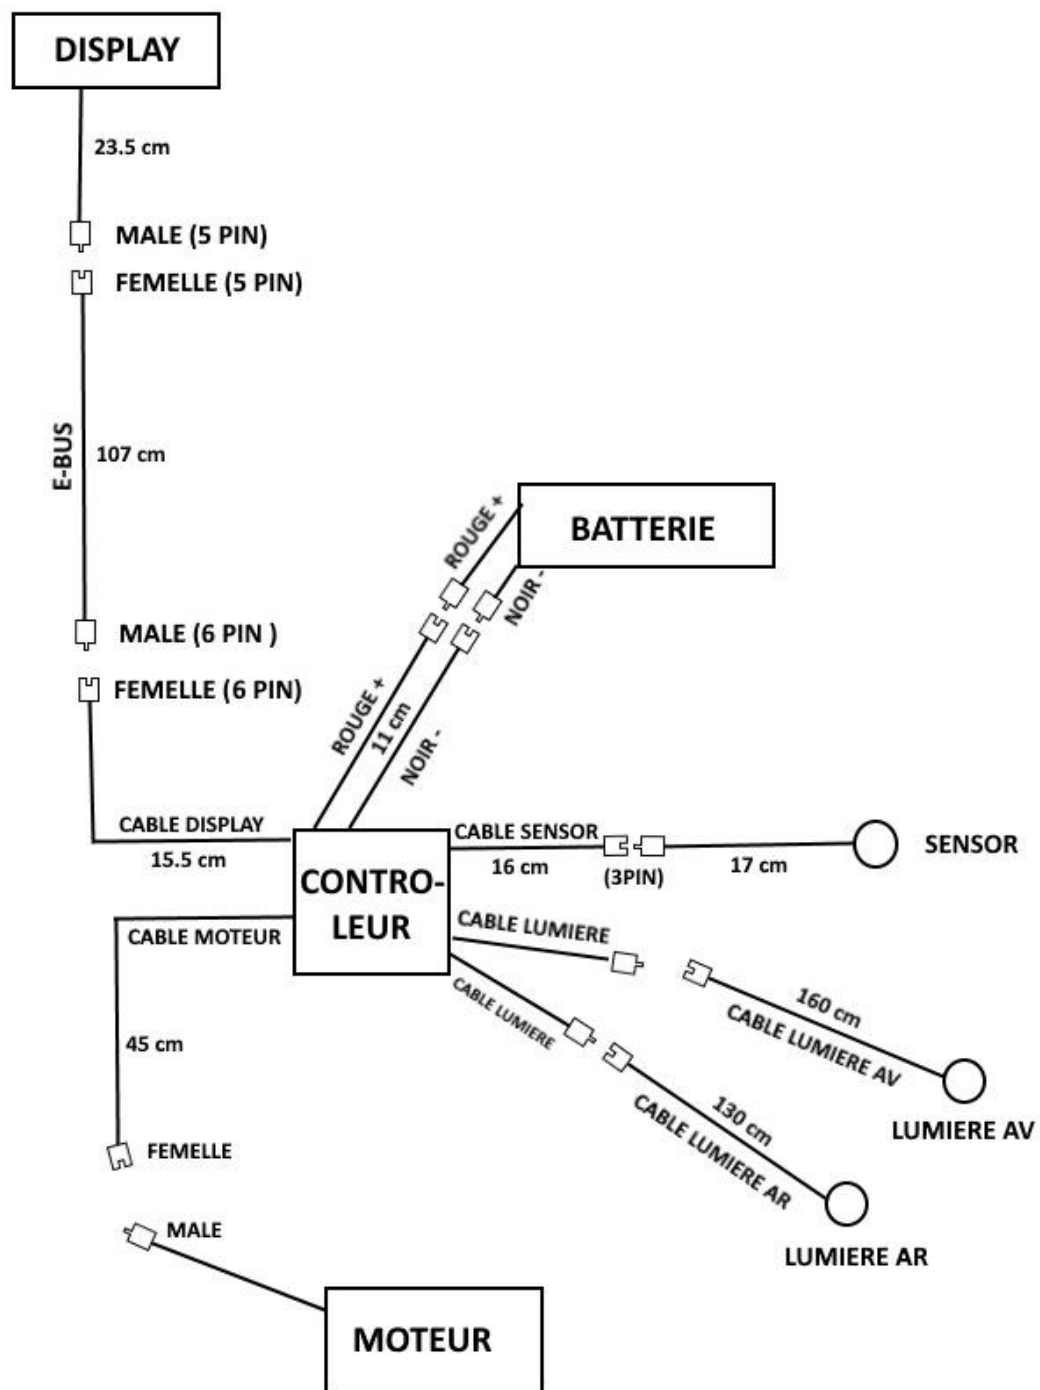 DISPLAY
23.5 cm
MALE (5 PIN)
FEMELLE (5 PIN)
E-BUS
107 cm
BATTERIE
ROUGE +
NOIR -
MALE (6 PIN )
FEMELLE (6 PIN)
ROUGE +
11 cm
NOIR -
CABLE DISPLAY
15.5 cm
CONTRO-
LEUR
CABLE SENSOR
16 cm
(3PIN)
17 cm
SENSOR
CABLE MOTEUR
45 cm
CABLE LUMIERE
160 cm
CABLE LUMIERE AV
LUMIERE AV
CABLE LUMIERE
130 cm
CABLE LUMIERE AR
LUMIERE AR
FEMELLE
MALE
MOTEUR